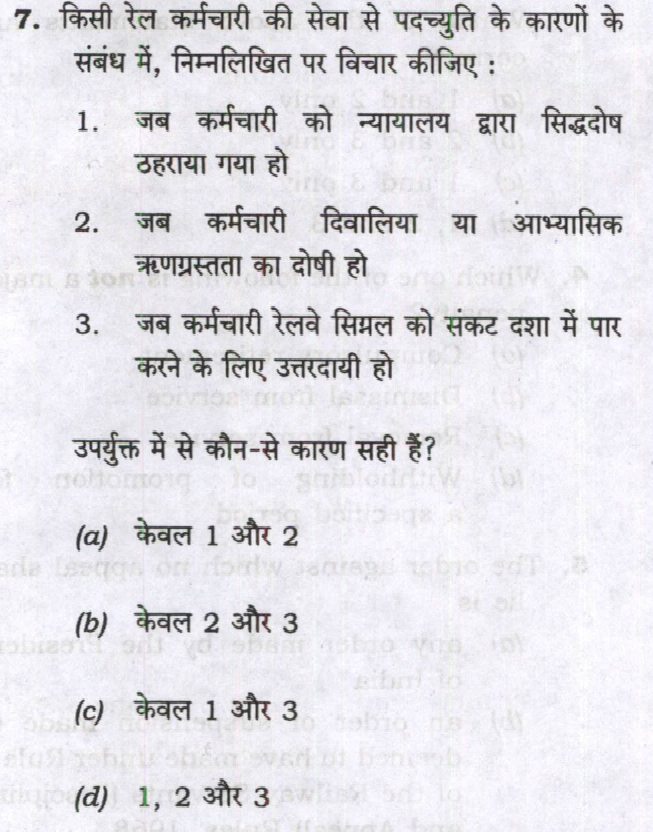 7. किसी रेल कर्मचारी की सेवा से पदच्युति के कारणों के
संबंध में, निम्नलिखित पर विचार कीजिए :
1. जब कर्मचारी को न्यायालय द्वारा सिद्धदोष
ठहराया गया हो
2. जब कर्मचारी दिवालिया या आभ्यासिक
ऋणग्रस्तता का दोषी हो
3. जब कर्मचारी रेलवे सिग्नल को संकट दशा में पार
करने के लिए उत्तरदायी हो
उपर्युक्त में से कौन-से कारण सही हैं?
(a) केवल 1 और 2
(b) केवल 2 और 3
(c) केवल 1 और 3
(d) 1, 2 और 3